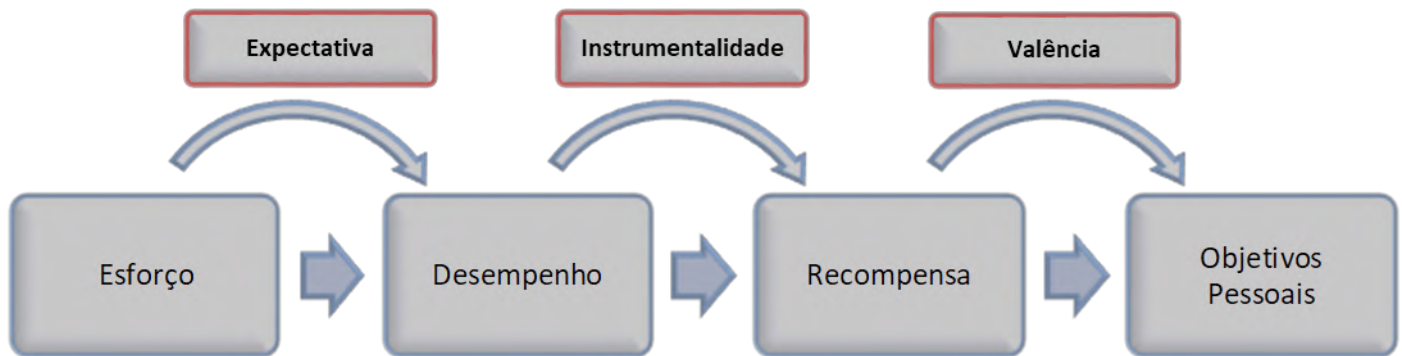 Expectativa
Instrumentalidade
Valência
Esforço
Desempenho
Recompensa
Objetivos
Pessoais